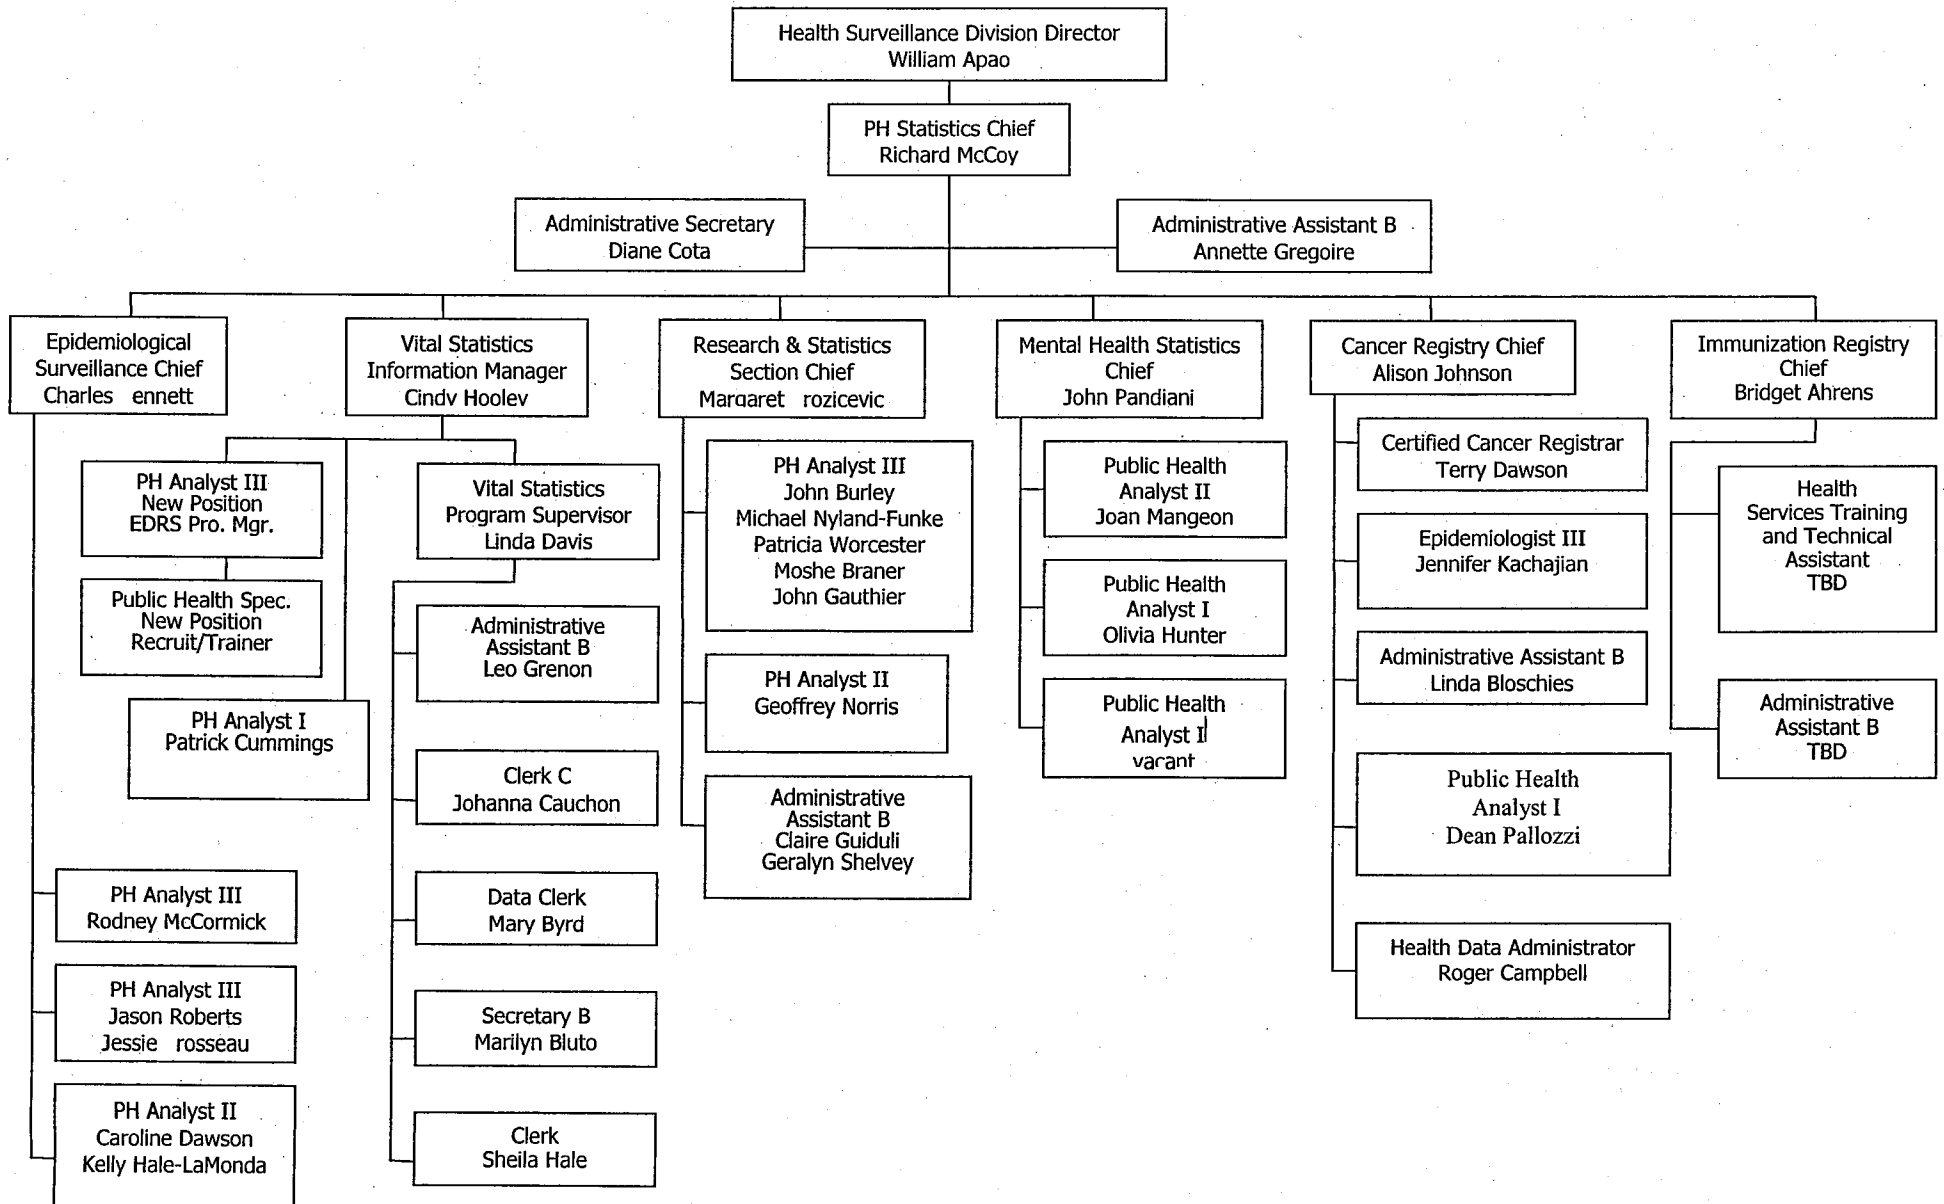 Health Surveillance Division Director
William Apao
PH Statistics Chief
Richard McCoy
Administrative Secretary
Diane Cota
Administrative Assistant B
Annette Gregoire
Epidemiological
Surveillance Chief
Charles ennett
Vital Statistics
Information Manager
Cindy Hooley
Research & Statistics
Section Chief
Margaret rozicevic
Mental Health Statistics
Chief
John Pandiani
Cancer Registry Chief
Alison Johnson
Immunization Registry
Chief
Bridget Ahrens
PH Analyst III
New Position
EDRS Pro. Mgr.
Public Health Spec.
New Position
Recruit/Trainer
PH Analyst I
Patrick Cummings
PH Analyst III
Rodney McCormick
PH Analyst III
Jason Roberts
Jessie rosseau
PH Analyst II
Caroline Dawson
Kelly Hale-LaMonda
Vital Statistics
Program Supervisor
Linda Davis
Administrative
Assistant B
Leo Grenon
Clerk C
Johanna Cauchon
Data Clerk
Mary Byrd
Secretary B
Marilyn Bluto
Clerk
Sheila Hale
PH Analyst III
John Burley
Michael Nyland-Funke
Patricia Worcester
Moshe Braner
John Gauthier
PH Analyst II
Geoffrey Norris
Administrative
Assistant B
Claire Guiduli
Geralyn Shelvey
Public Health
Analyst II
Joan Mangeon
Public Health
Analyst I
Olivia Hunter
Public Health
Analyst I
vacant
Certified Cancer Registrar
Terry Dawson
Epidemiologist III
Jennifer Kachajian
Administrative Assistant B
Linda Bloschies
Public Health
Analyst I
Dean Pallozzi
Health Data Administrator
Roger Campbell
Health
Services Training
and Technical
Assistant
TBD
Administrative
Assistant B
TBD